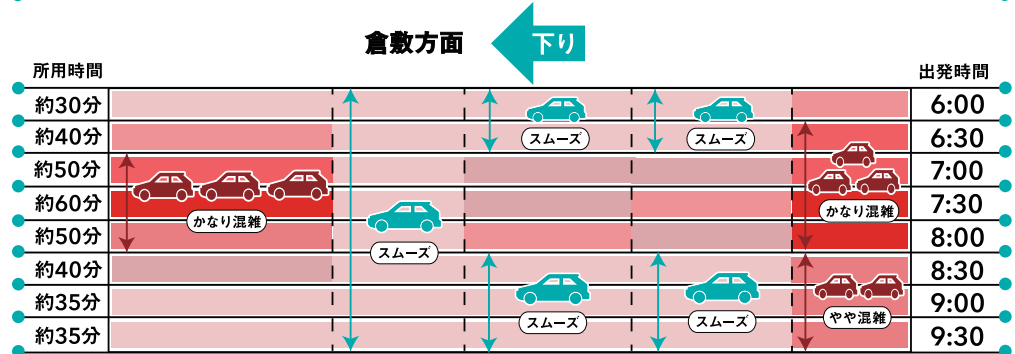 倉敷方面
下り
所用時間
出発時間
約30分
スムーズ
スムーズ
6:00
約40分
6:30
約50分
7:00
約60分
かなり混雑
かなり混雑
7:30
約50分
スムーズ
8:00
約40分
8:30
約35分
9:00
スムーズ
スムーズ
やや混雑
約35分
9:30